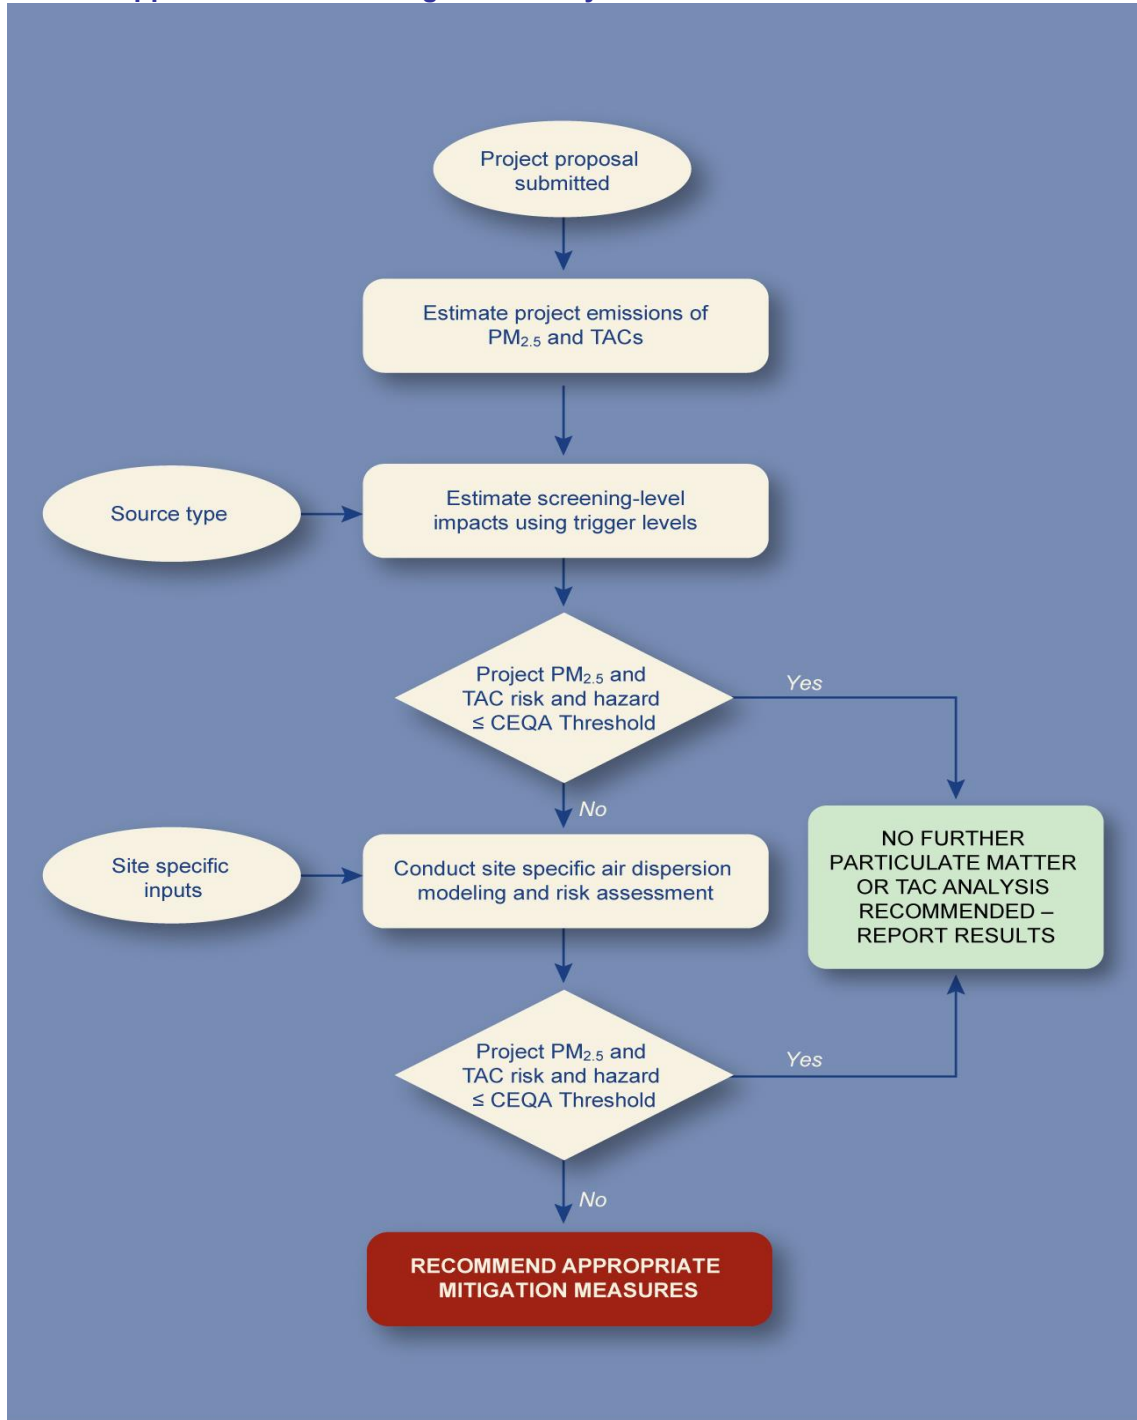 Project proposal
submitted
Estimate project emissions of
PM2.5 and TACs
Source type
Estimate screening-level
impacts using trigger levels
Project PM2.5 and
TAC risk and hazard
≤ CEQA Threshold
Yes
No
NO FURTHER
PARTICULATE MATTER
OR TAC ANALYSIS
RECOMMENDED –
REPORT RESULTS
Site specific
inputs
Conduct site specific air dispersion
modeling and risk assessment
Project PM2.5 and
TAC risk and hazard
≤ CEQA Threshold
Yes
No
RECOMMEND APPROPRIATE
MITIGATION MEASURES